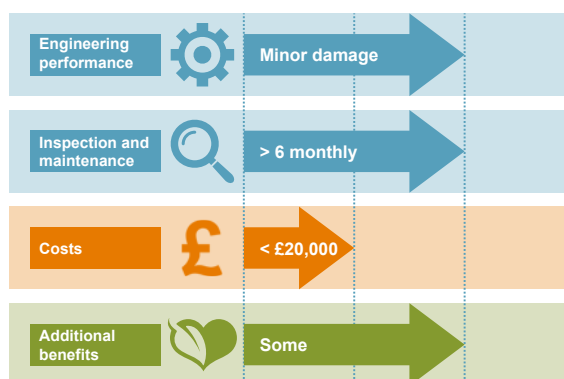 Engineering
performance
Minor damage
Inspection and
maintenance
> 6 monthly
Costs
£
< £20,000
Additional
benefits
Some